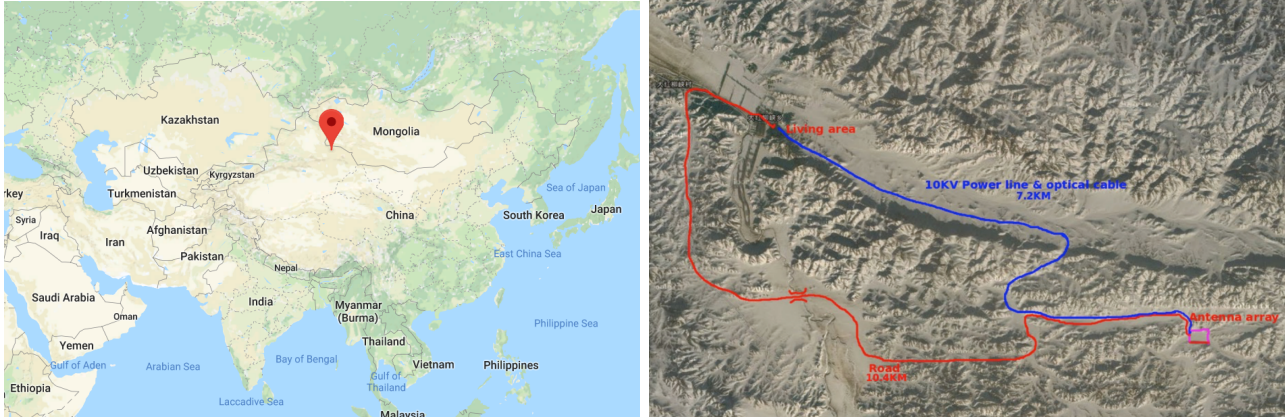 Kazakhstan
Mongolia
Uzbekistan
Kyrgyzstan
Turkmenistan
Sea of Japan
rkey
Japan
Syria
China
South Korea
Afghanistan
Iraq
Iran
East China Sea
Pakistan
Nepal
Saudi Arabia
India
Myanmar
(Burma)
Oman
Philippine Sea
Thailand
Yemen
Bay of Bengal
Gulf of Aden
Arabian Sea
Vietnam
Philippines
Gulf of
Thailand
Ethiopia
Laccadive Sea
Malaysia
Living area
10KV Power line & optical cable
7.2KM
Antenna array
Road
10.4KM